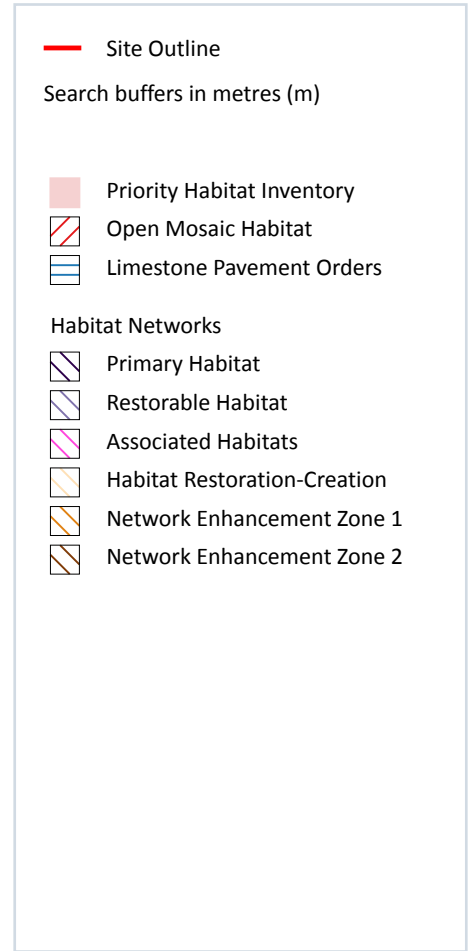 Site Outline
Search buffers in metres (m)
Priority Habitat Inventory
Open Mosaic Habitat
Limestone Pavement Orders
Habitat Networks
Primary Habitat
Restorable Habitat
Associated Habitats
Habitat Restoration-Creation
Network Enhancement Zone 1
Network Enhancement Zone 2